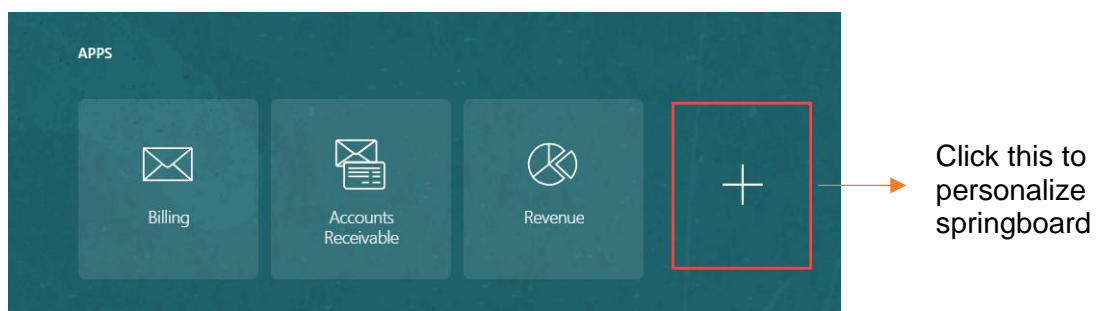 APPS
Billing
Accounts
Receivable
Revenue
Click this to
personalize
springboard